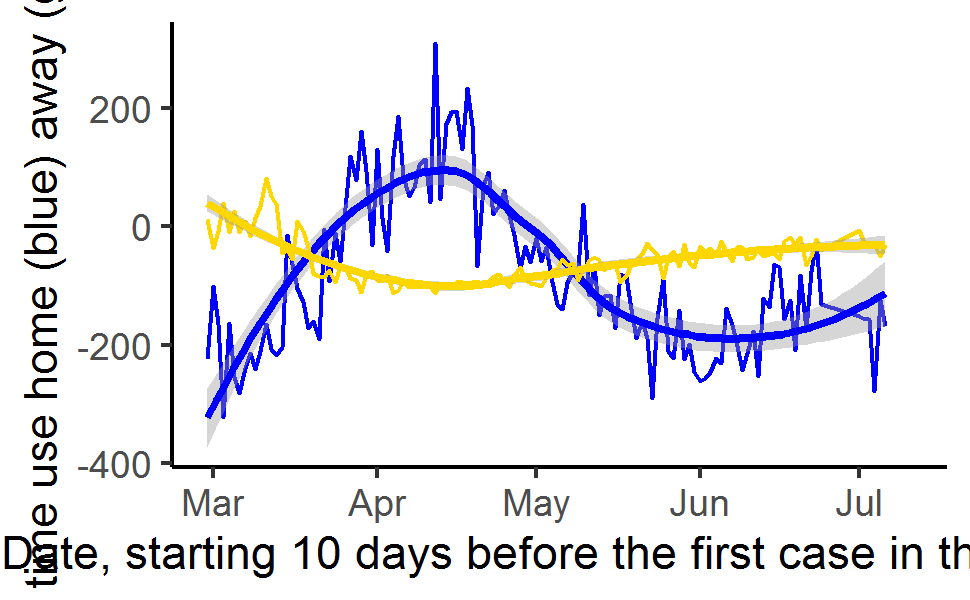 time use home (blue) away (
200
0
-200
-400
Mar Apr May Jun Jul
Date, starting 10 days before the first case in th